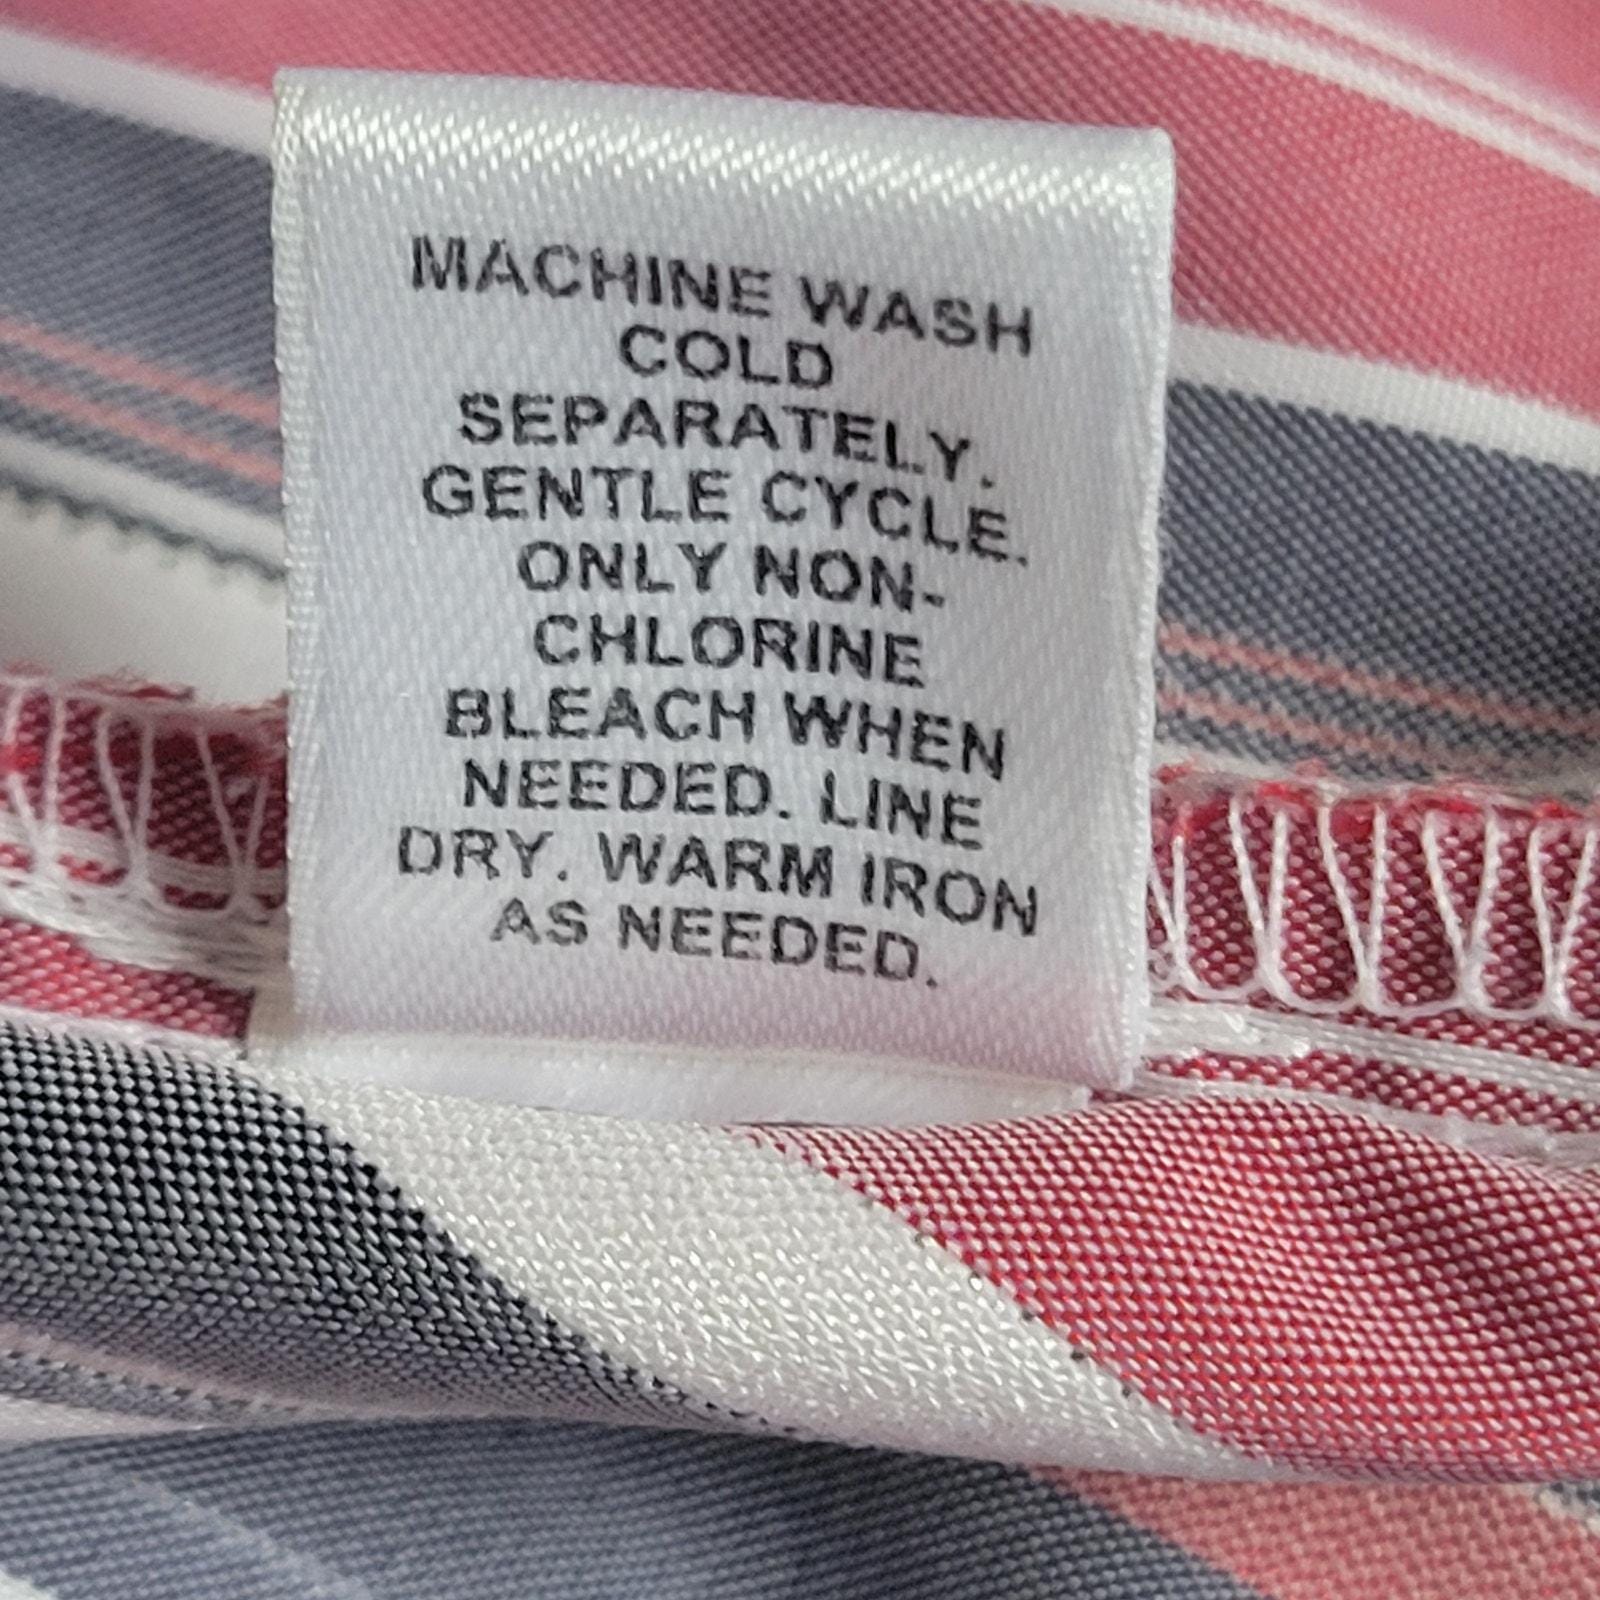 MACHINE WASH
COLD
SEPARATELY.
GENTLE CYCLE.
ONLY NON-
CHLORINE
BLEACH WHEN
NEEDED. LINE
DRY. WARM IRON
AS NEEDED.